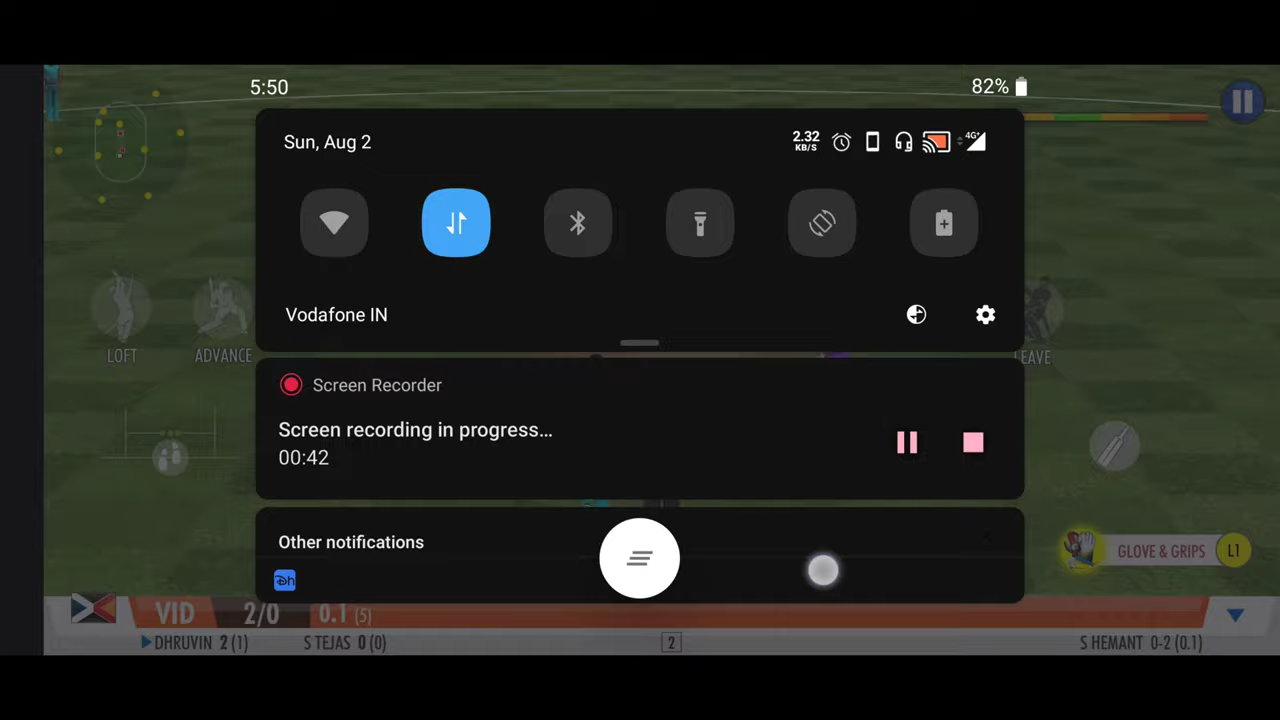 5:50
82%
Sun, Aug 2
2.32
KB/S
4G+
Vodafone IN
LOFT
ADVANCE
LEAVE
Screen Recorder
Screen recording in progress...
00:42
Other notifications
Dh
GLOVE & GRIPS L1
VID 2/0 0.1 (5)
DHRUVIN 2 (1) S TEJAS 0 (0) 2 S HEMANT 0-2 (0.1)